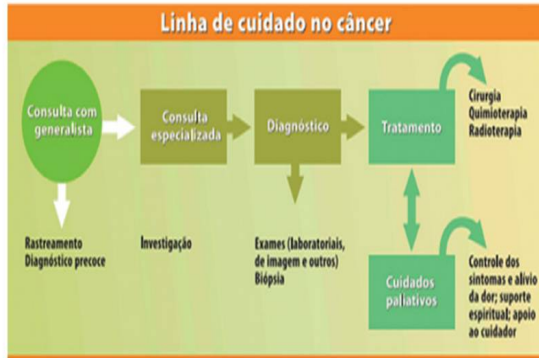 Linha de cuidado no câncer
Consulta com
generalista
Consulta
especializada
Diagnóstico
Tratamento
Cirurgia
Quimioterapia
Radioterapia
Rastreamento
Diagnóstico precoce
Investigação
Exames (laboratoriais,
de imagem e outros)
Biópsia
Cuidados
paliativos
Controle dos
sintomas e alívio
da dor; suporte
espiritual; apoio
ao cuidador